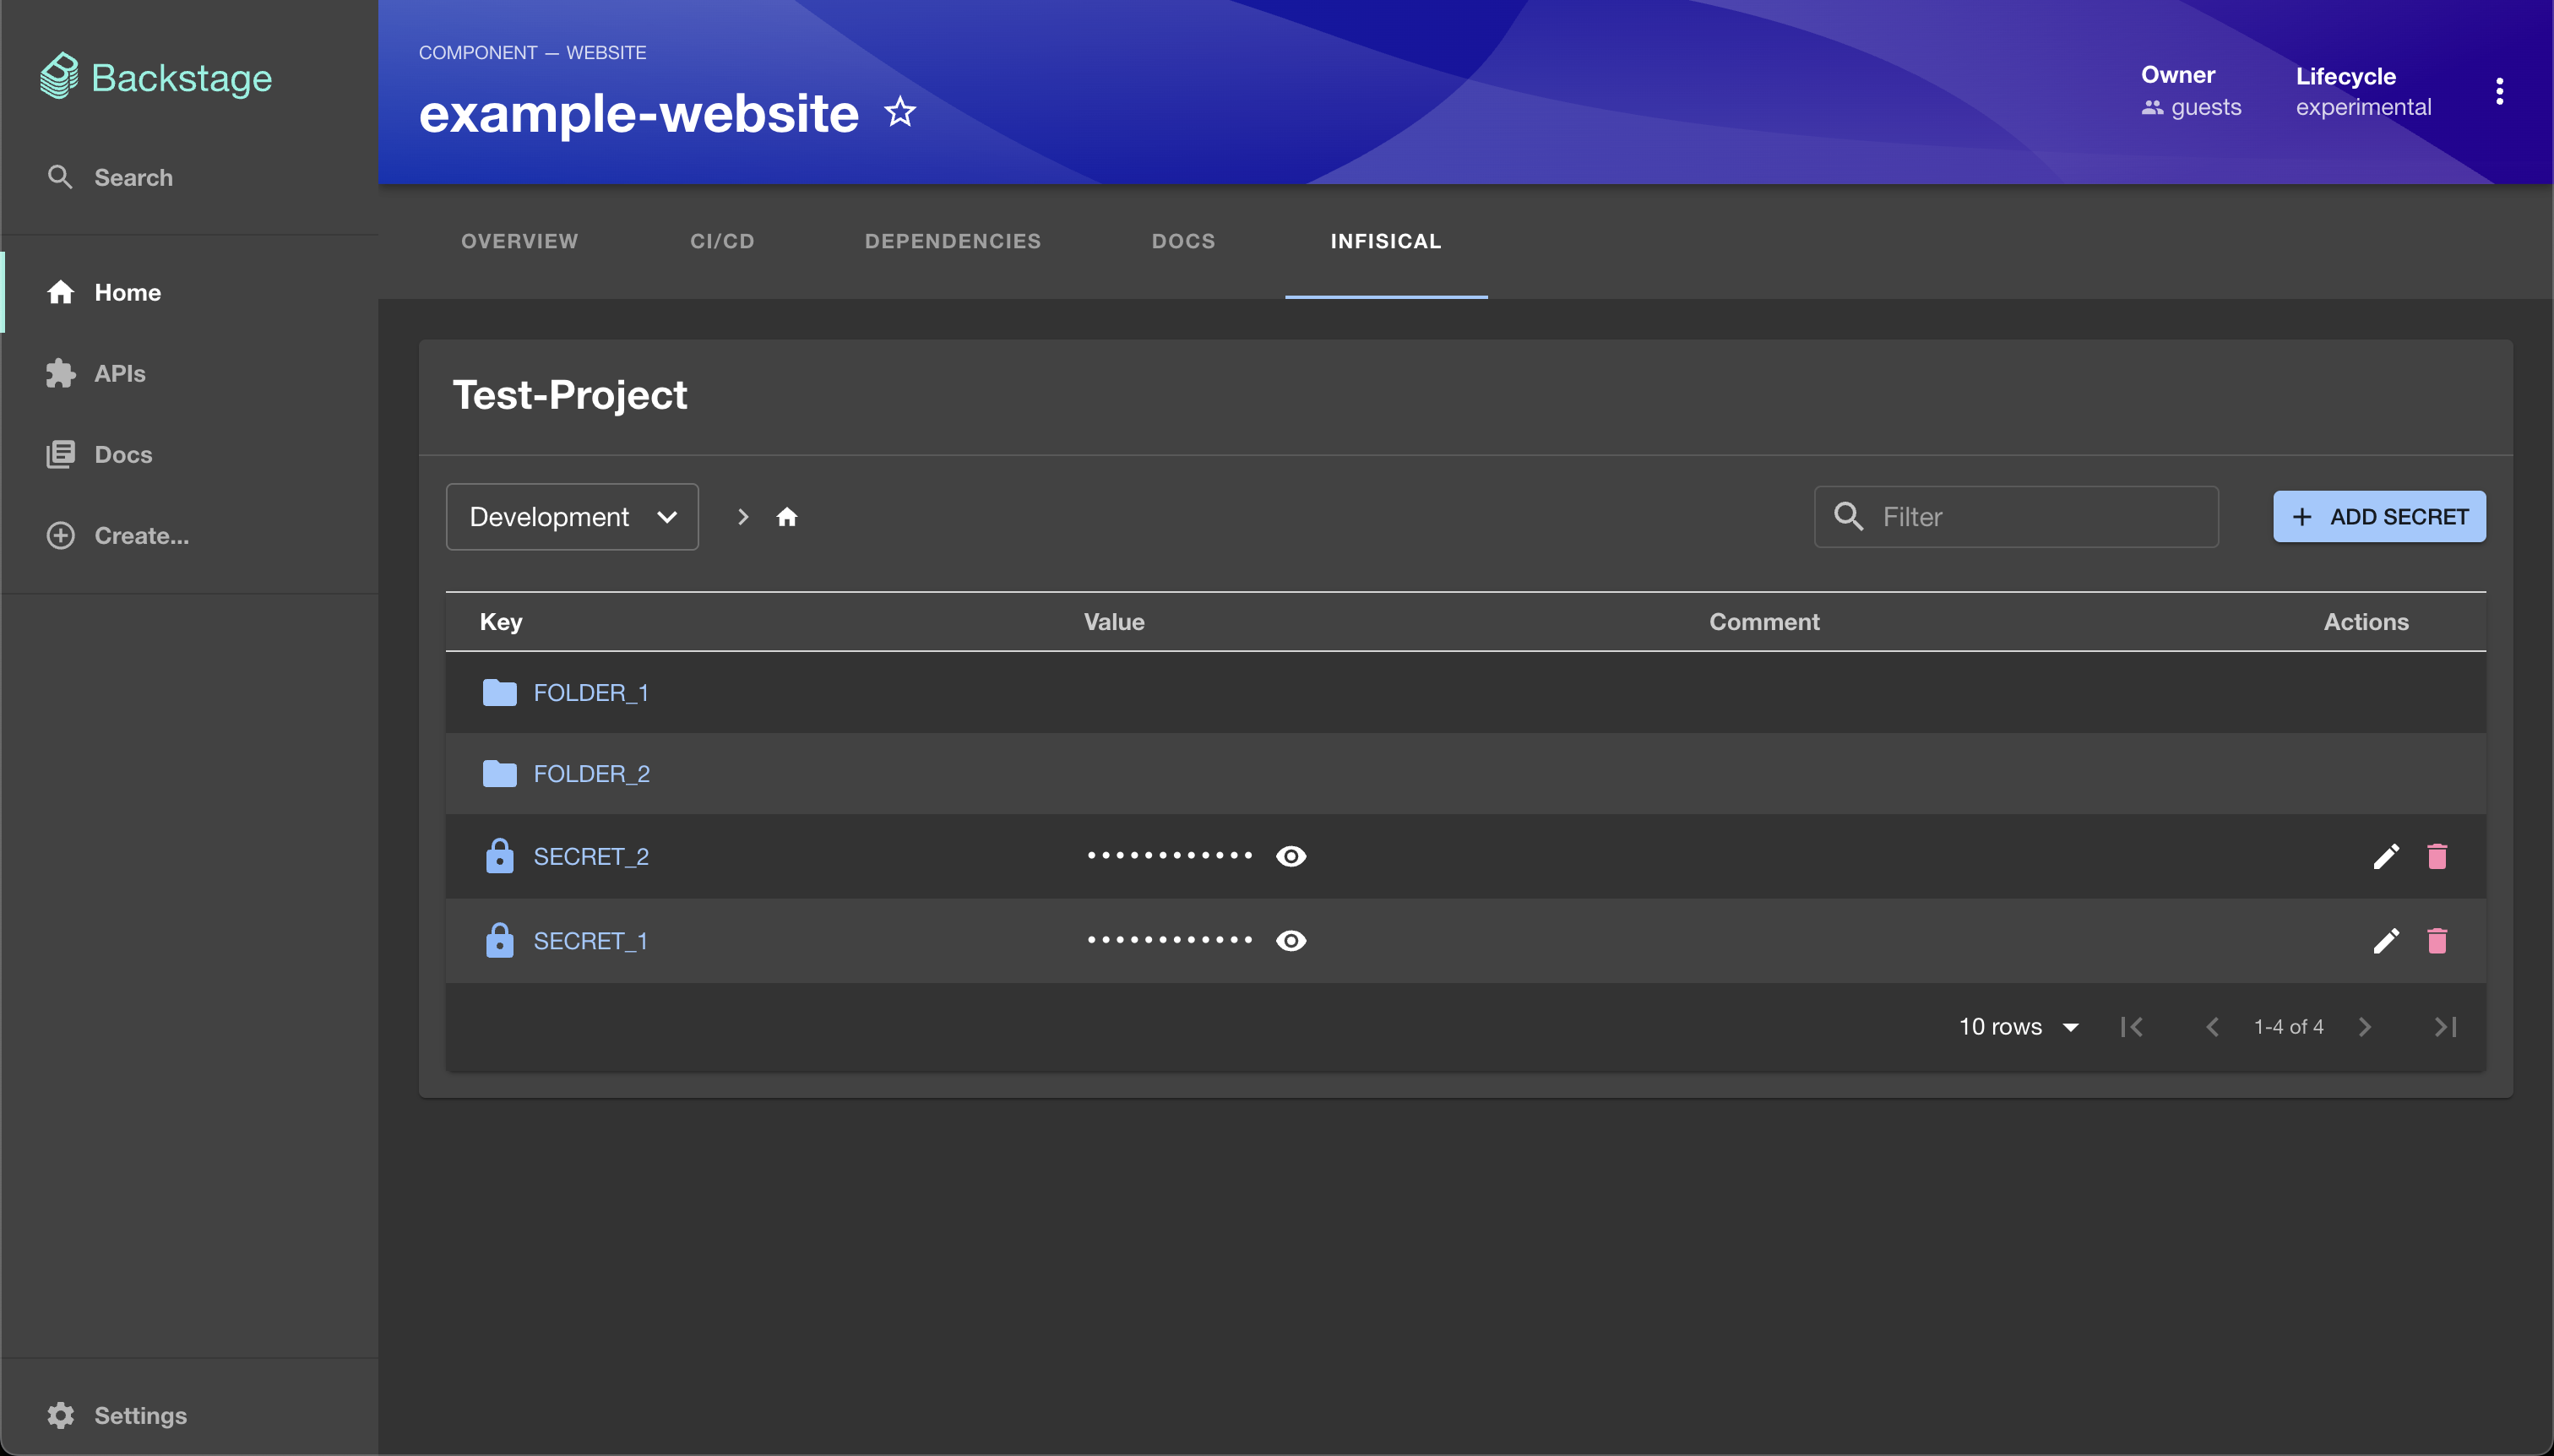 Backstage
Search
Home
APIs
Docs
Create...
Settings
COMPONENT — WEBSITE
example-website
Owner
guests
Lifecycle
experimental
OVERVIEW CI/CD DEPENDENCIES DOCS INFISICAL
Test-Project
Development
Filter
ADD SECRET
Key Value Comment Actions
FOLDER_1
FOLDER_2
SECRET_2 ••••••••••••
SECRET_1 ••••••••••••
10 rows 1-4 of 4